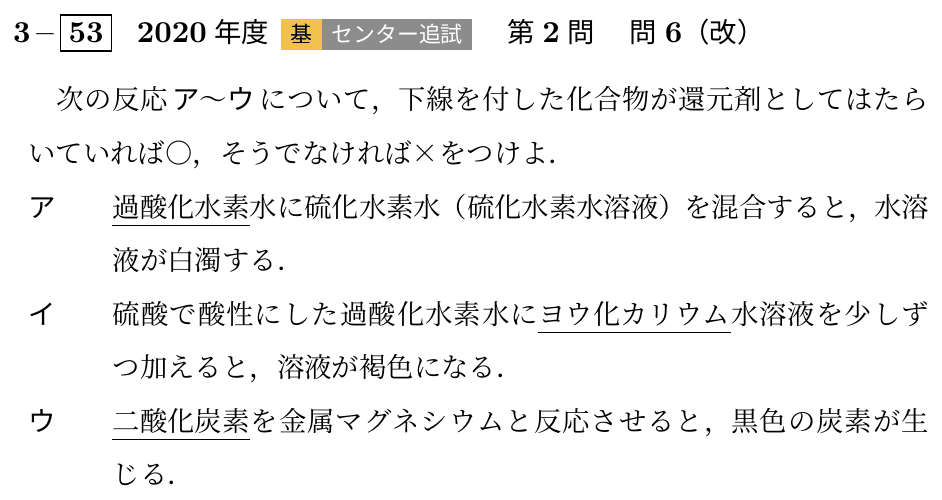 3－53 2020 年度 基 センター追試 第 2 問 問 6（改）
次の反応ア～ウについて，下線を付した化合物が還元剤としてはたら
いていれば○，そうでなければ×をつけよ．
ア 過酸化水素水に硫化水素水（硫化水素水溶液）を混合すると，水溶
液が白濁する．
イ 硫酸で酸性にした過酸化水素水にヨウ化カリウム水溶液を少しず
つ加えると，溶液が褐色になる．
ウ 二酸化炭素を金属マグネシウムと反応させると，黒色の炭素が生
じる．